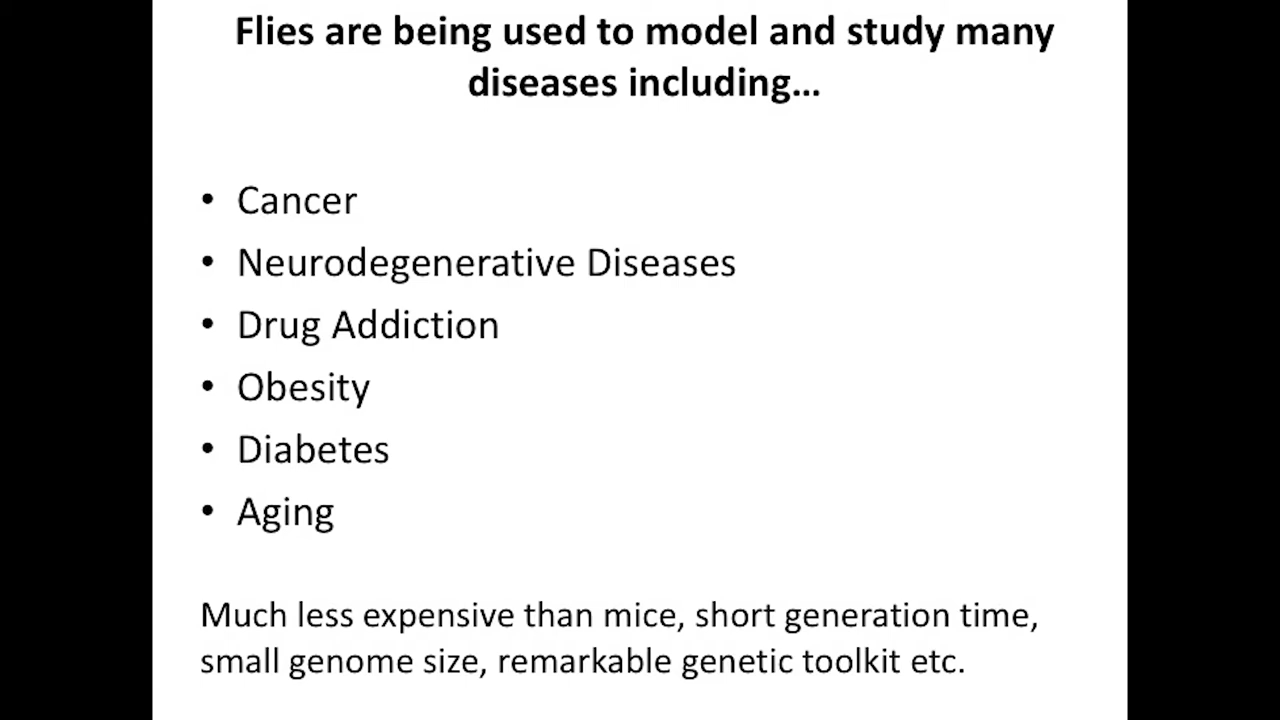 Flies are being used to model and study many
diseases including...
• Cancer
• Neurodegenerative Diseases
• Drug Addiction
• Obesity
• Diabetes
• Aging
Much less expensive than mice, short generation time,
small genome size, remarkable genetic toolkit etc.